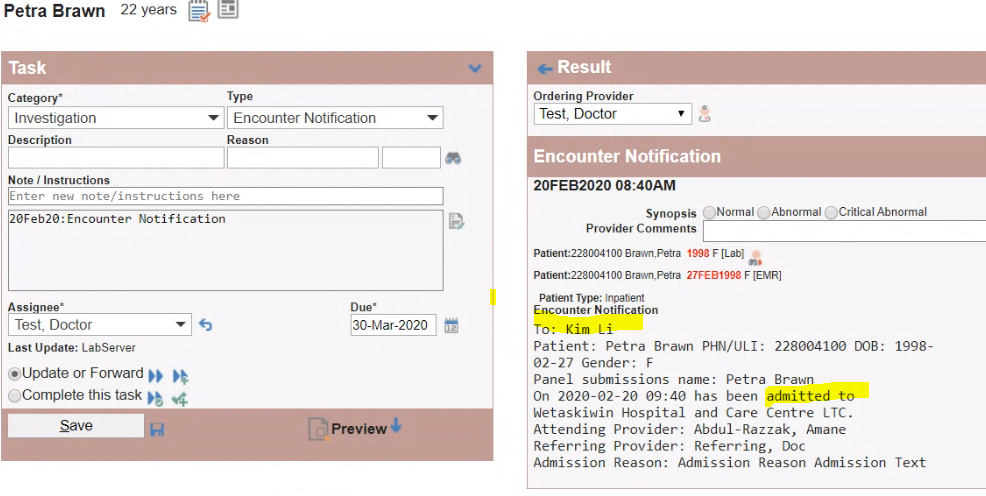 Petra Brawn 22 years
Task
Category* Type
Investigation Encounter Notification
Description Reason
Note / Instructions
Enter new note/instructions here
20Feb20:Encounter Notification
Assignee* Due*
Test, Doctor 30-Mar-2020
Last Update: LabServer
Update or Forward
Complete this task
Save Preview
Result
Ordering Provider
Test, Doctor
Encounter Notification
20FEB2020 08:40AM
Synopsis Normal Abnormal Critical Abnormal
Provider Comments
Patient:228004100 Brawn,Petra 1998 F [Lab]
Patient:228004100 Brawn,Petra 27FEB1998 F [EMR]
Patient Type: Inpatient
Encounter Notification
To: Kim Li
Patient: Petra Brawn PHN/ULI: 228004100 DOB: 1998-
02-27 Gender: F
Panel submissions name: Petra Brawn
On 2020-02-20 09:40 has been admitted to
Wetaskiwin Hospital and Care Centre LTC.
Attending Provider: Abdul-Razzak, Amane
Referring Provider: Referring, Doc
Admission Reason: Admission Reason Admission Text